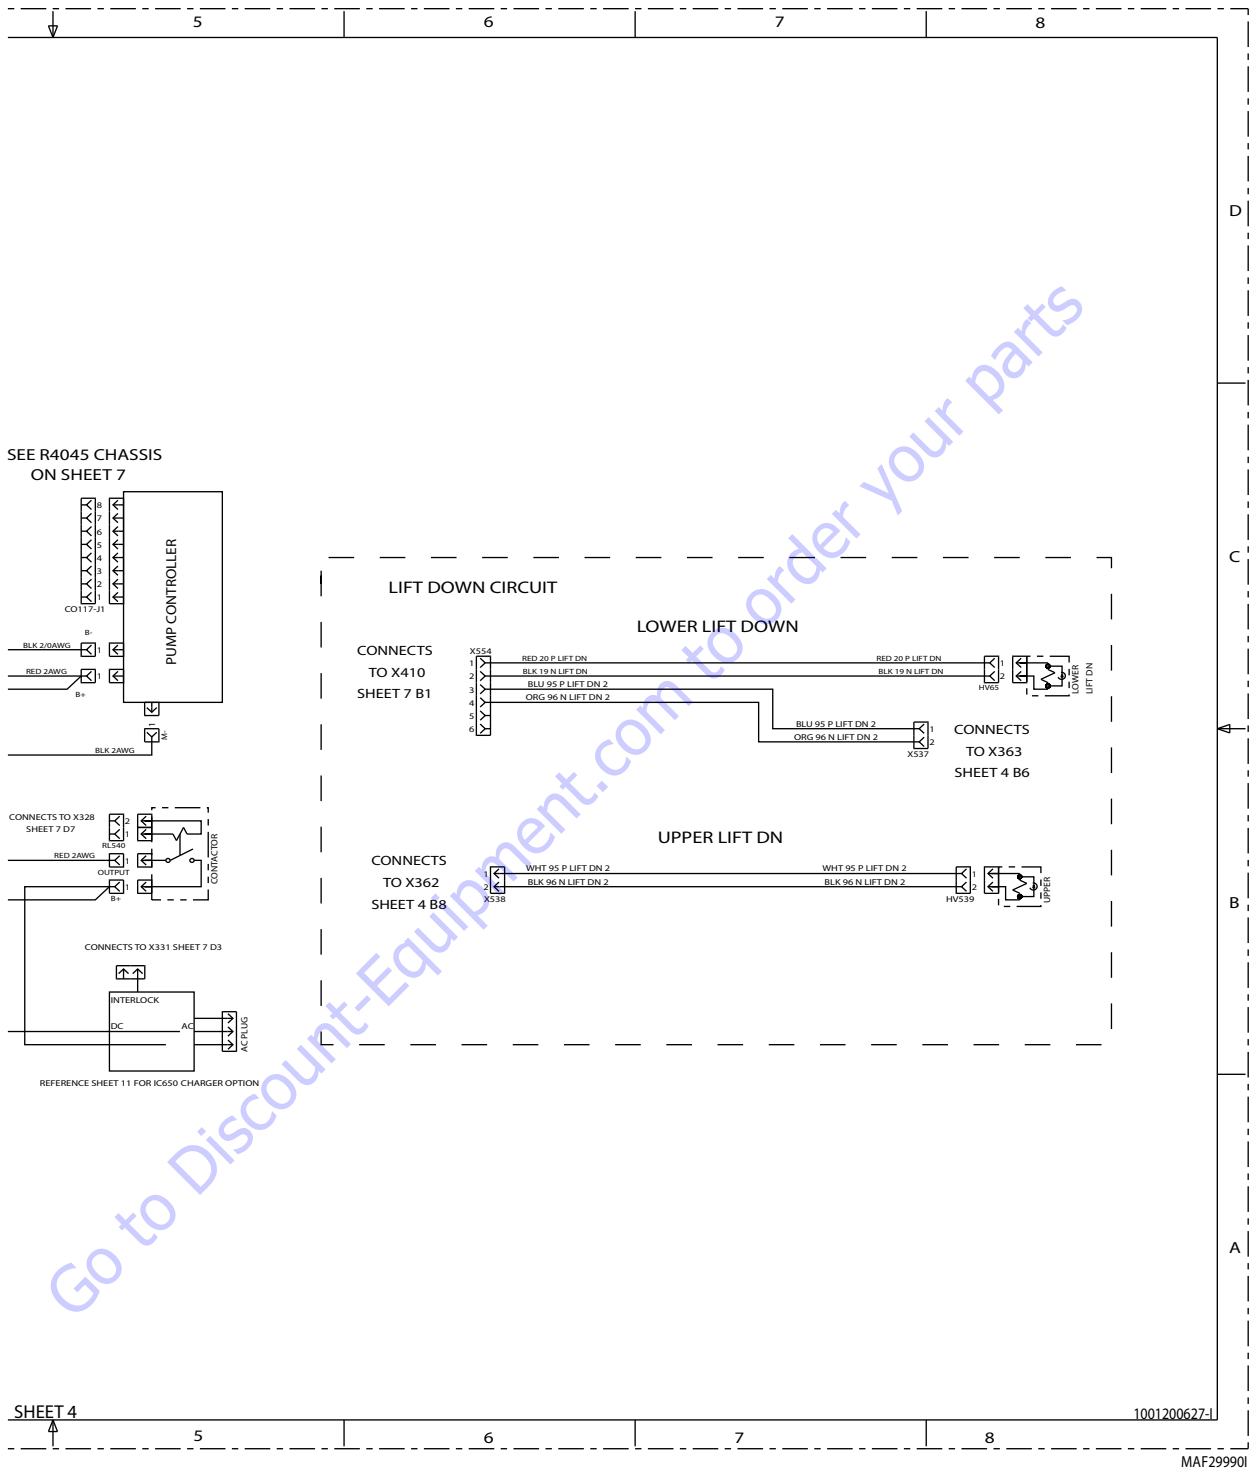 5 6 7 8
D
SEE R4045 CHASSIS
ON SHEET 7
8
7
6
5
4
3
2
1
CO117-J1
PUMP CONTROLLER
B-
BLK 2/0AWG
1
RED 2AWG
1
B+
1
M-
BLK 2AWG
C
LIFT DOWN CIRCUIT
LOWER LIFT DOWN
CONNECTS
TO X410
SHEET 7 B1
X554
1
2
3
4
5
6
RED 20 P LIFT DN
RED 20 P LIFT DN
BLK 19 N LIFT DN
BLK 19 N LIFT DN
BLU 95 P LIFT DN 2
ORG 96 N LIFT DN 2
1
2
HV65
LOWER
LIFT DN
BLU 95 P LIFT DN 2
ORG 96 N LIFT DN 2
1
2
X537
CONNECTS
TO X363
SHEET 4 B6
CONNECTS TO X328
SHEET 7 D7
2
1
RL540
RED 2AWG
1
OUTPUT
1
B+
CONTACTOR
UPPER LIFT DN
CONNECTS
TO X362
SHEET 4 B8
1
2
X538
WHT 95 P LIFT DN 2
WHT 95 P LIFT DN 2
BLK 96 N LIFT DN 2
BLK 96 N LIFT DN 2
1
2
HV539
UPPER
B
CONNECTS TO X331 SHEET 7 D3
INTERLOCK
DC
AC
AC PLUG
REFERENCE SHEET 11 FOR IC650 CHARGER OPTION
A
Go to Discount-Equipment.com to order your parts
SHEET 4
1001200627-I
5 6 7 8
MAF29990I